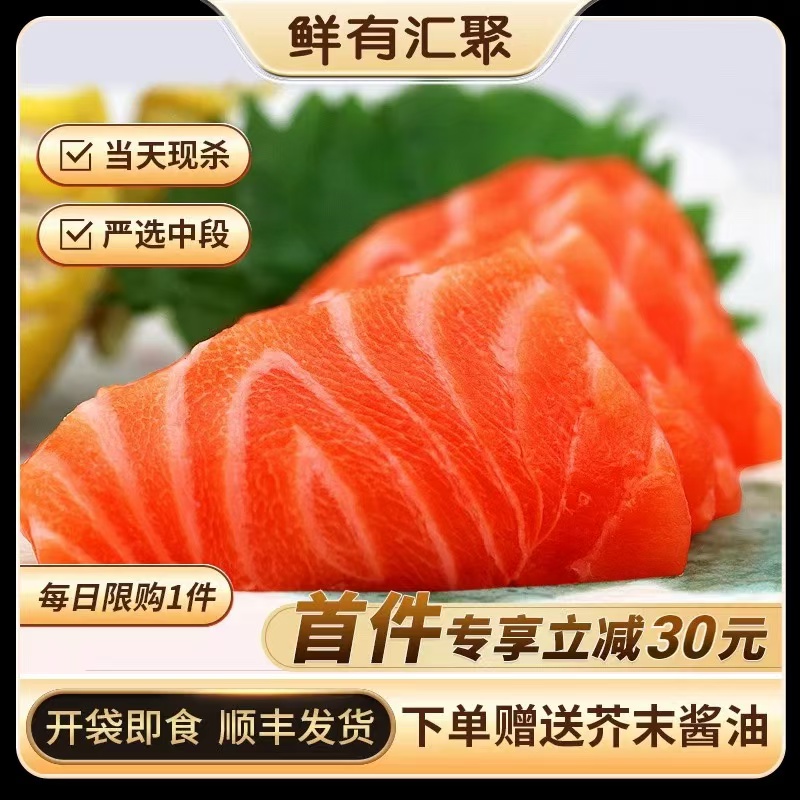 鲜有汇聚
当天现杀
严选中段
每日限购1件
首件专享立减30元
开袋即食 顺丰发货
下单赠送芥末酱油